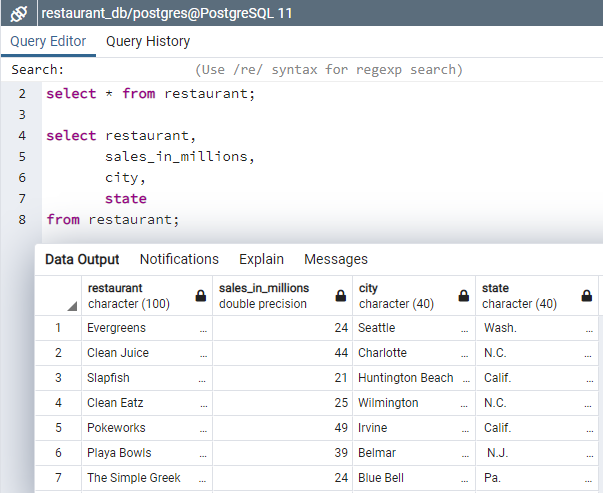 restaurant_db/postgres@PostgreSQL 11
Query Editor Query History
Search: (Use /re/ syntax for regexp search)
2 select * from restaurant;
3
4 select restaurant,
5 sales_in_millions,
6 city,
7 state
8 from restaurant;
Data Output Notifications Explain Messages
restaurant sales_in_millions city state
character (100) double precision character (40) character (40)
1 Evergreens ... 24 Seattle ... Wash. ...
2 Clean Juice ... 44 Charlotte ... N.C. ...
3 Slapfish ... 21 Huntington Beach ... Calif. ...
4 Clean Eatz ... 25 Wilmington ... N.C. ...
5 Pokeworks ... 49 Irvine ... Calif. ...
6 Playa Bowls ... 39 Belmar ... N.J. ...
7 The Simple Greek ... 24 Blue Bell ... Pa. ...